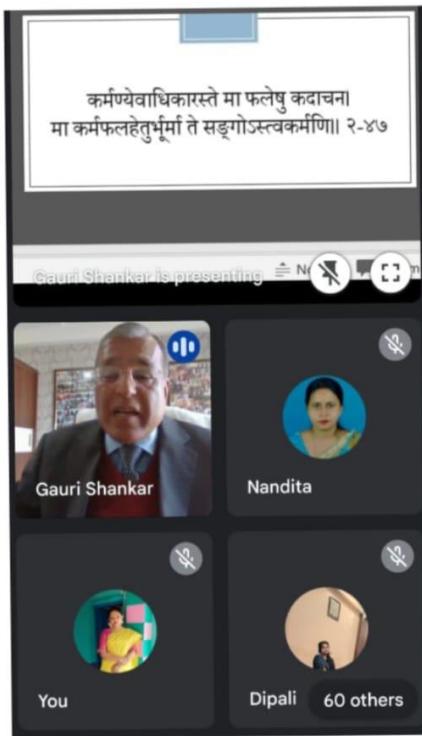 कर्मण्येवाधिकारस्ते मा फलेषु कदाचन।
मा कर्मफलहेतुर्भूर्मा ते सङ्गोऽस्त्वकर्मणि॥ २-४७
Gauri Shankar is presenting
Gauri Shankar
Nandita
You
Dipali
60 others